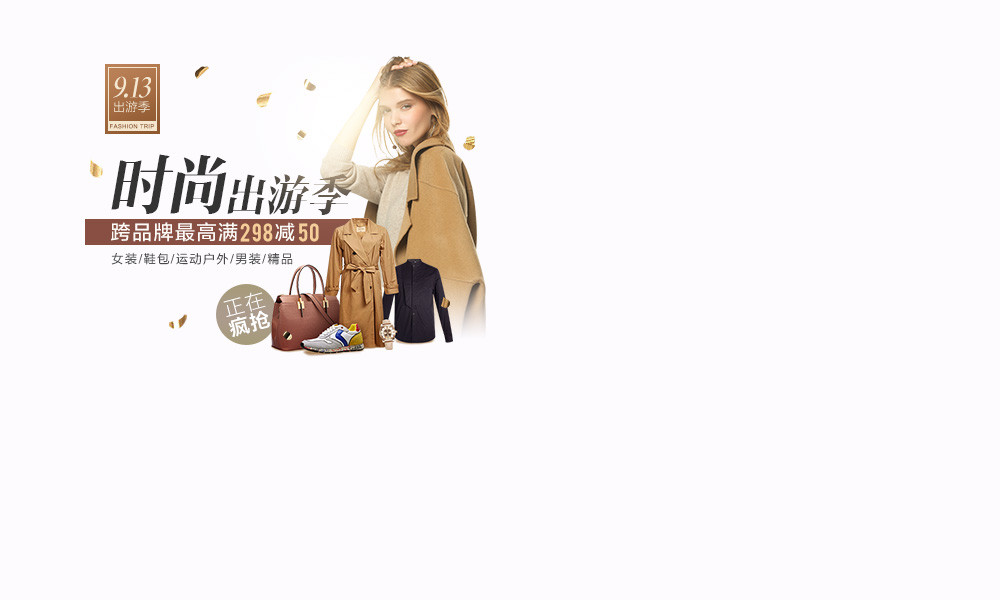 9.13
出游季
FASHION TRIP
时尚出游季
跨品牌最高满298减50
女装/鞋包/运动户外/男装/精品
正在
疯抢